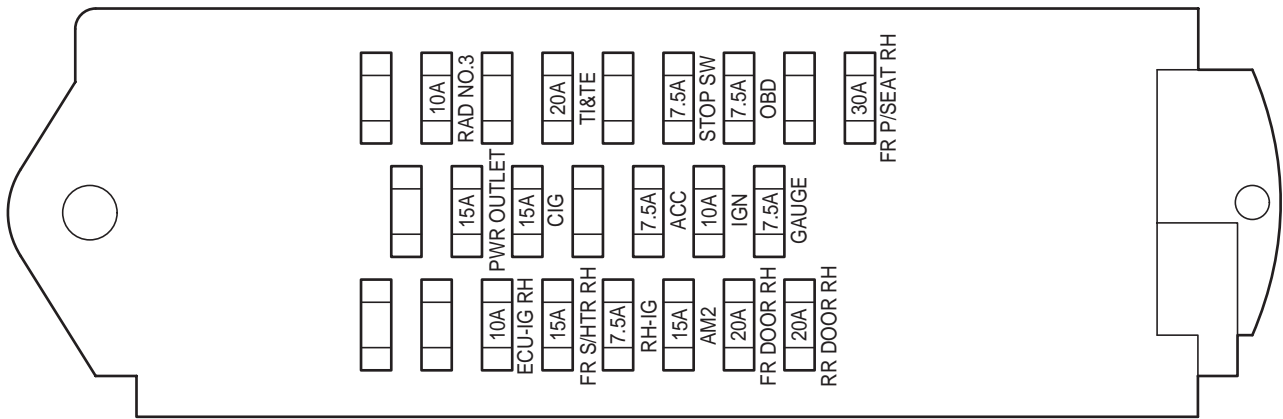 10A
RAD NO.3
20A
TI&TE
7.5A
STOP SW
7.5A
OBD
30A
FR P/SEAT RH
15A
PWR OUTLET
15A
CIG
7.5A
ACC
10A
IGN
7.5A
GAUGE
10A
ECU-IG RH
15A
FR S/HTR RH
7.5A
RH-IG
15A
AM2
20A
FR DOOR RH
20A
RR DOOR RH